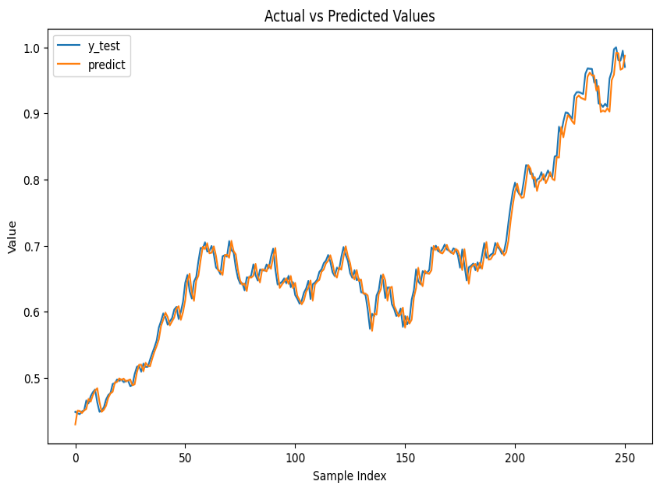 Actual vs Predicted Values
y_test
predict
Value
1.0
0.9
0.8
0.7
0.6
0.5
0 50 100 150 200 250
Sample Index